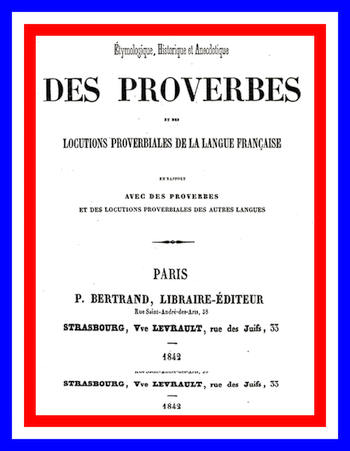 Étymologique, Historique et Anecdotique
DES PROVERBES
ET DES
LOCUTIONS PROVERBIALES DE LA LANGUE FRANÇAISE
EN RAPPORT
AVEC DES PROVERBES
ET DES LOCUTIONS PROVERBIALES DES AUTRES LANGUES
PARIS
P. BERTRAND, LIBRAIRE-ÉDITEUR
Rue Saint-André-des-Arcs, 38
STRASBOURG, Vve LEVRAULT, rue des Juifs, 33
1842
STRASBOURG, Vve LEVRAULT, rue des Juifs, 33
1842